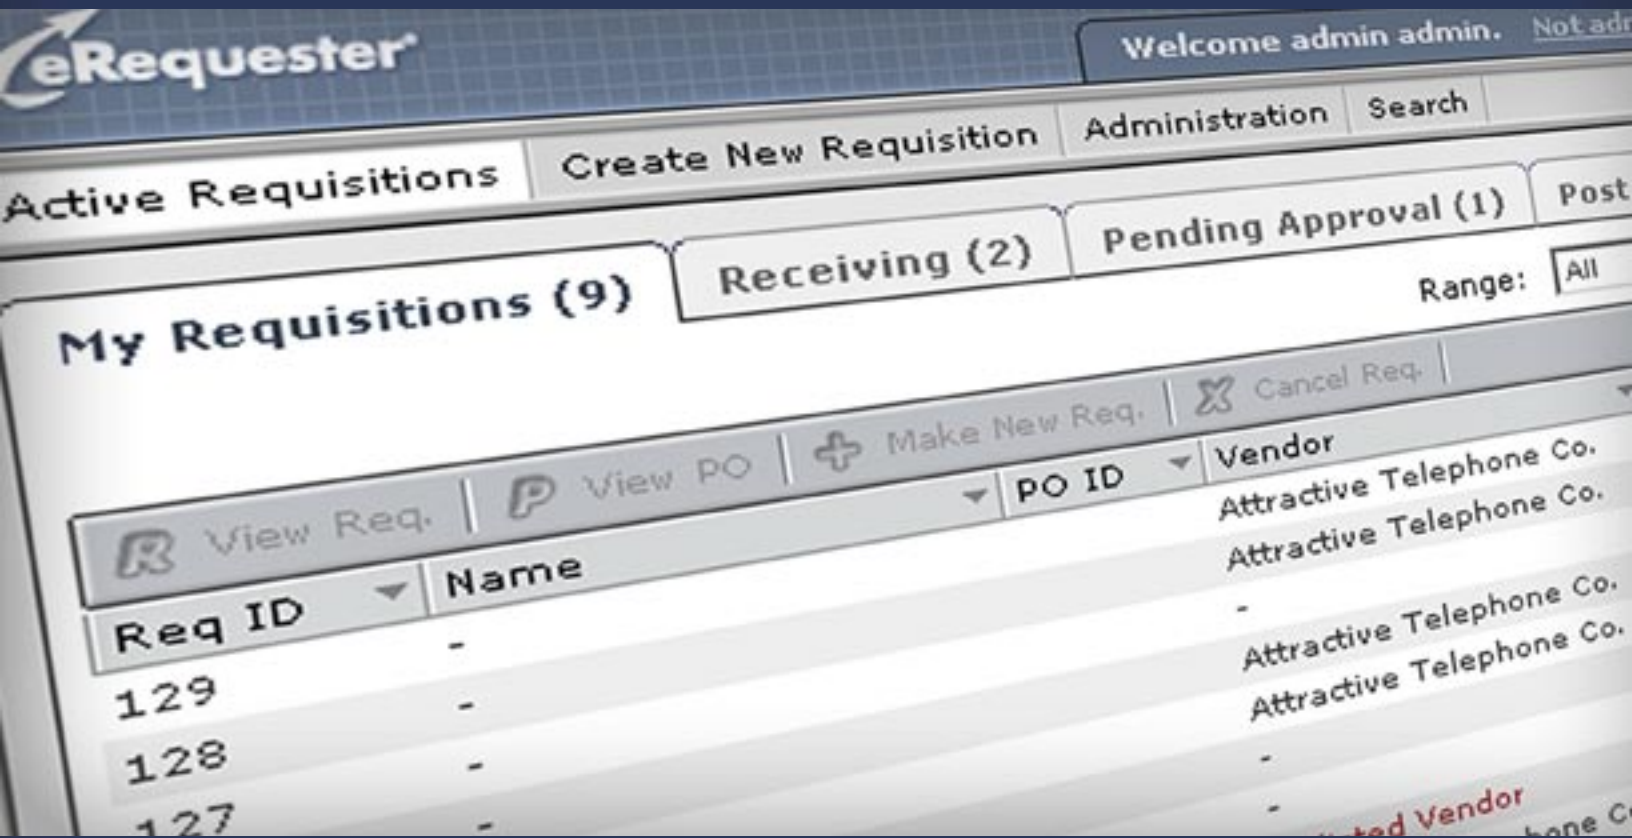 eRequester
Welcome admin admin.
Active Requisitions
Create New Requisition
Administration
Search
My Requisitions (9)
Receiving (2)
Pending Approval (1)
Post
Range:
All
View Req.
View PO
Make New Req.
Cancel Req.
Req ID
Name
PO ID
Vendor
129
-
Attractive Telephone Co.
128
-
Attractive Telephone Co.
127
-
-
Attractive Telephone Co.
Attractive Telephone Co.
-
-
Vendor